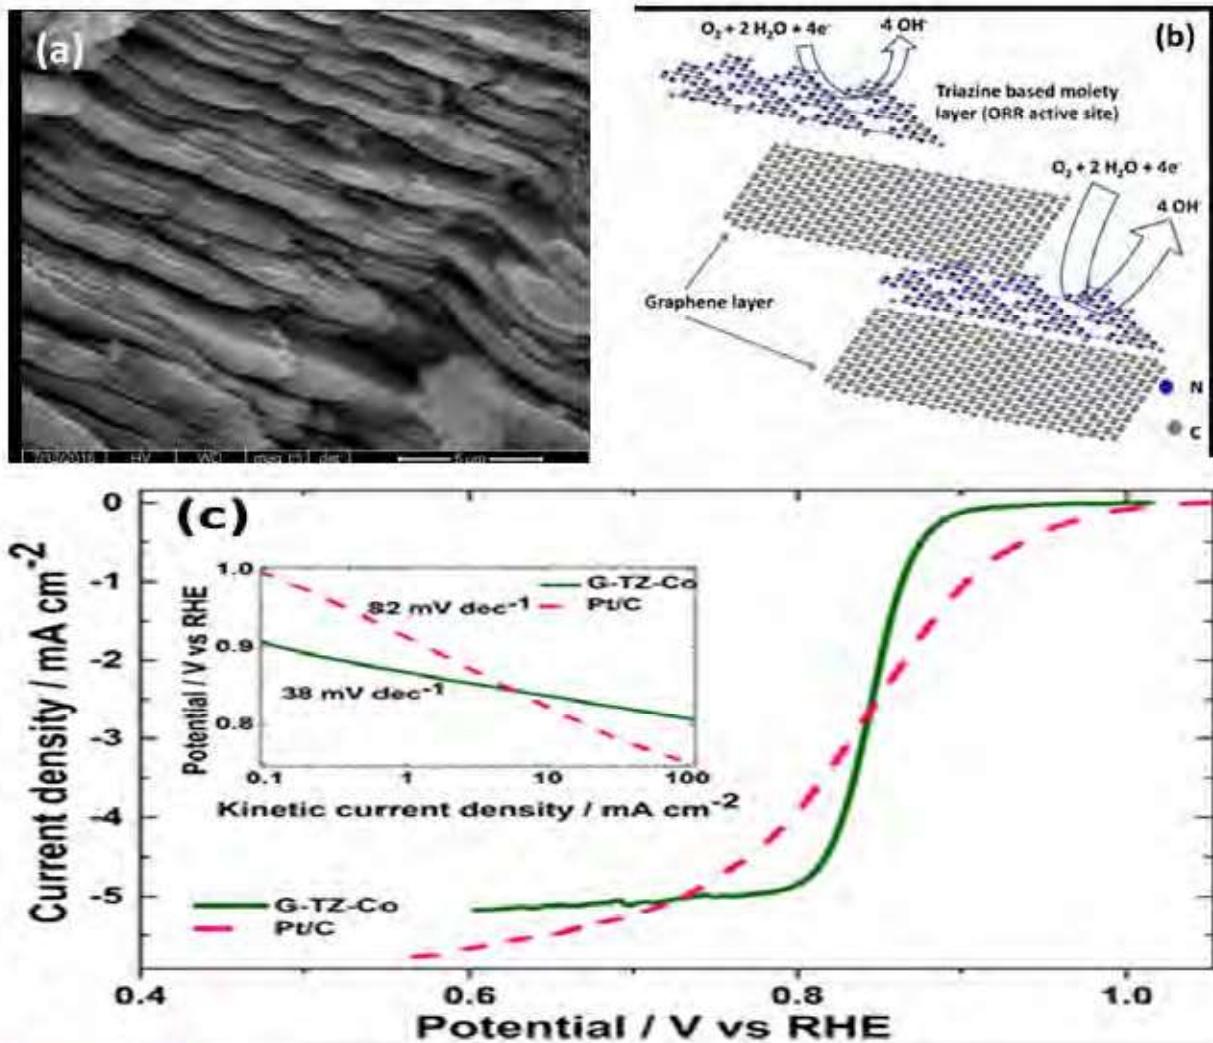 (a)
5 µm
(b)
O₂ + 2 H₂O + 4e⁻
4 OH⁻
Triazine based moiety
layer (ORR active site)
O₂ + 2 H₂O + 4e⁻
4 OH⁻
Graphene layer
N
C
(c)
0
-1
-2
-3
-4
-5
Current density / mA cm⁻²
1.0
0.9
0.8
Potential / V vs RHE
G-TZ-Co
Pt/C
82 mV dec⁻¹
38 mV dec⁻¹
0.1
1
10
100
Kinetic current density / mA cm⁻²
G-TZ-Co
Pt/C
0.4
0.6
0.8
1.0
Potential / V vs RHE